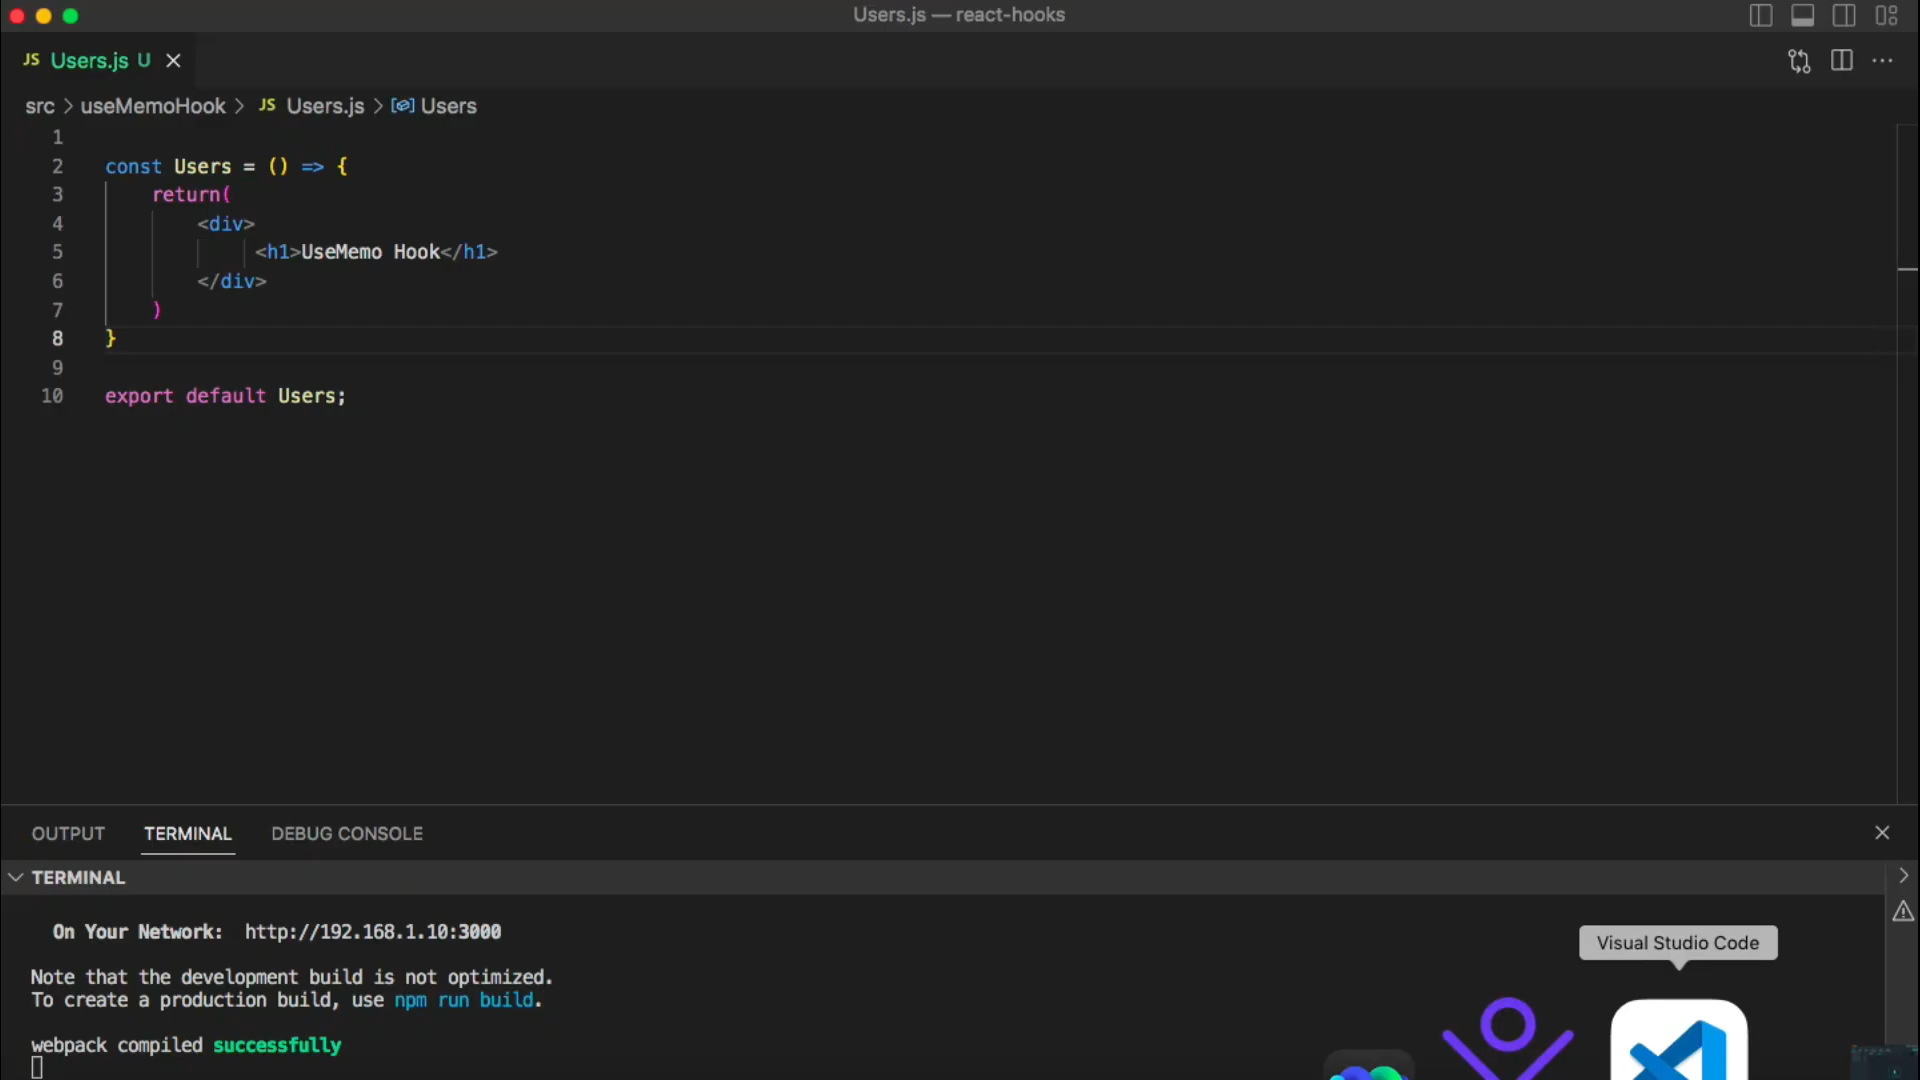 Users.js — react-hooks
JS Users.js U
src > useMemoHook > JS Users.js > Users
1
2 const Users = () => {
3 return(
4 <div>
5 <h1>UseMemo Hook</h1>
6 </div>
7 )
8 }
9
10 export default Users;
OUTPUT TERMINAL DEBUG CONSOLE
TERMINAL
On Your Network: http://192.168.1.10:3000
Note that the development build is not optimized.
To create a production build, use npm run build.
webpack compiled successfully
Visual Studio Code